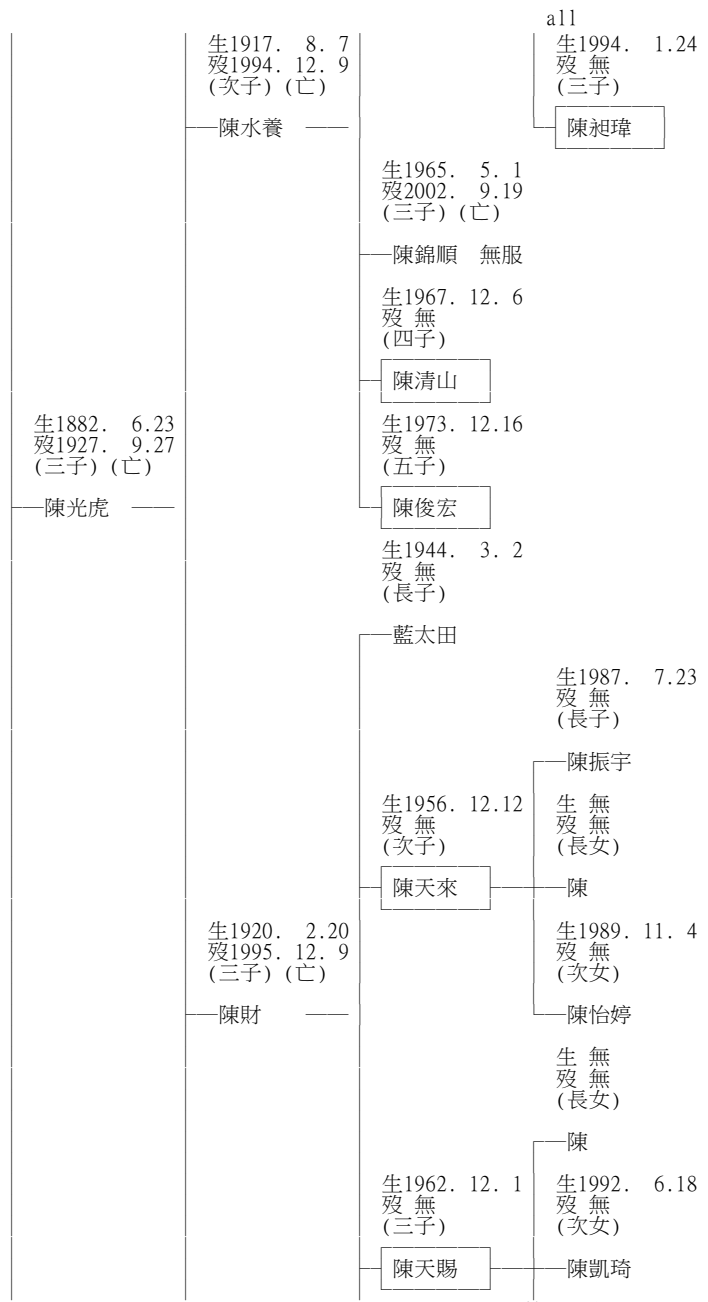 all
生1917. 8. 7 生1994. 1.24
歿1994. 12. 9 歿 無
(次子) (亡) (三子)
陳水養 陳昶瑋
生1965. 5. 1
歿2002. 9.19
(三子) (亡)
陳錦順 無服
生1967. 12. 6
歿 無
(四子)
陳清山
生1882. 6.23 生1973. 12.16
歿1927. 9.27 歿 無
(三子) (亡) (五子)
陳光虎 陳俊宏
生1944. 3. 2
歿 無
(長子)
藍太田
生1987. 7.23
歿 無
(長子)
陳振宇
生1956. 12.12 生 無
歿 無 歿 無
(次子) (長女)
陳天來 陳
生1920. 2.20 生1989. 11. 4
歿1995. 12. 9 歿 無
(三子) (亡) (次女)
陳財 陳怡婷
生 無
歿 無
(長女)
陳
生1962. 12. 1 生1992. 6.18
歿 無 歿 無
(三子) (次女)
陳天賜 陳凱琦